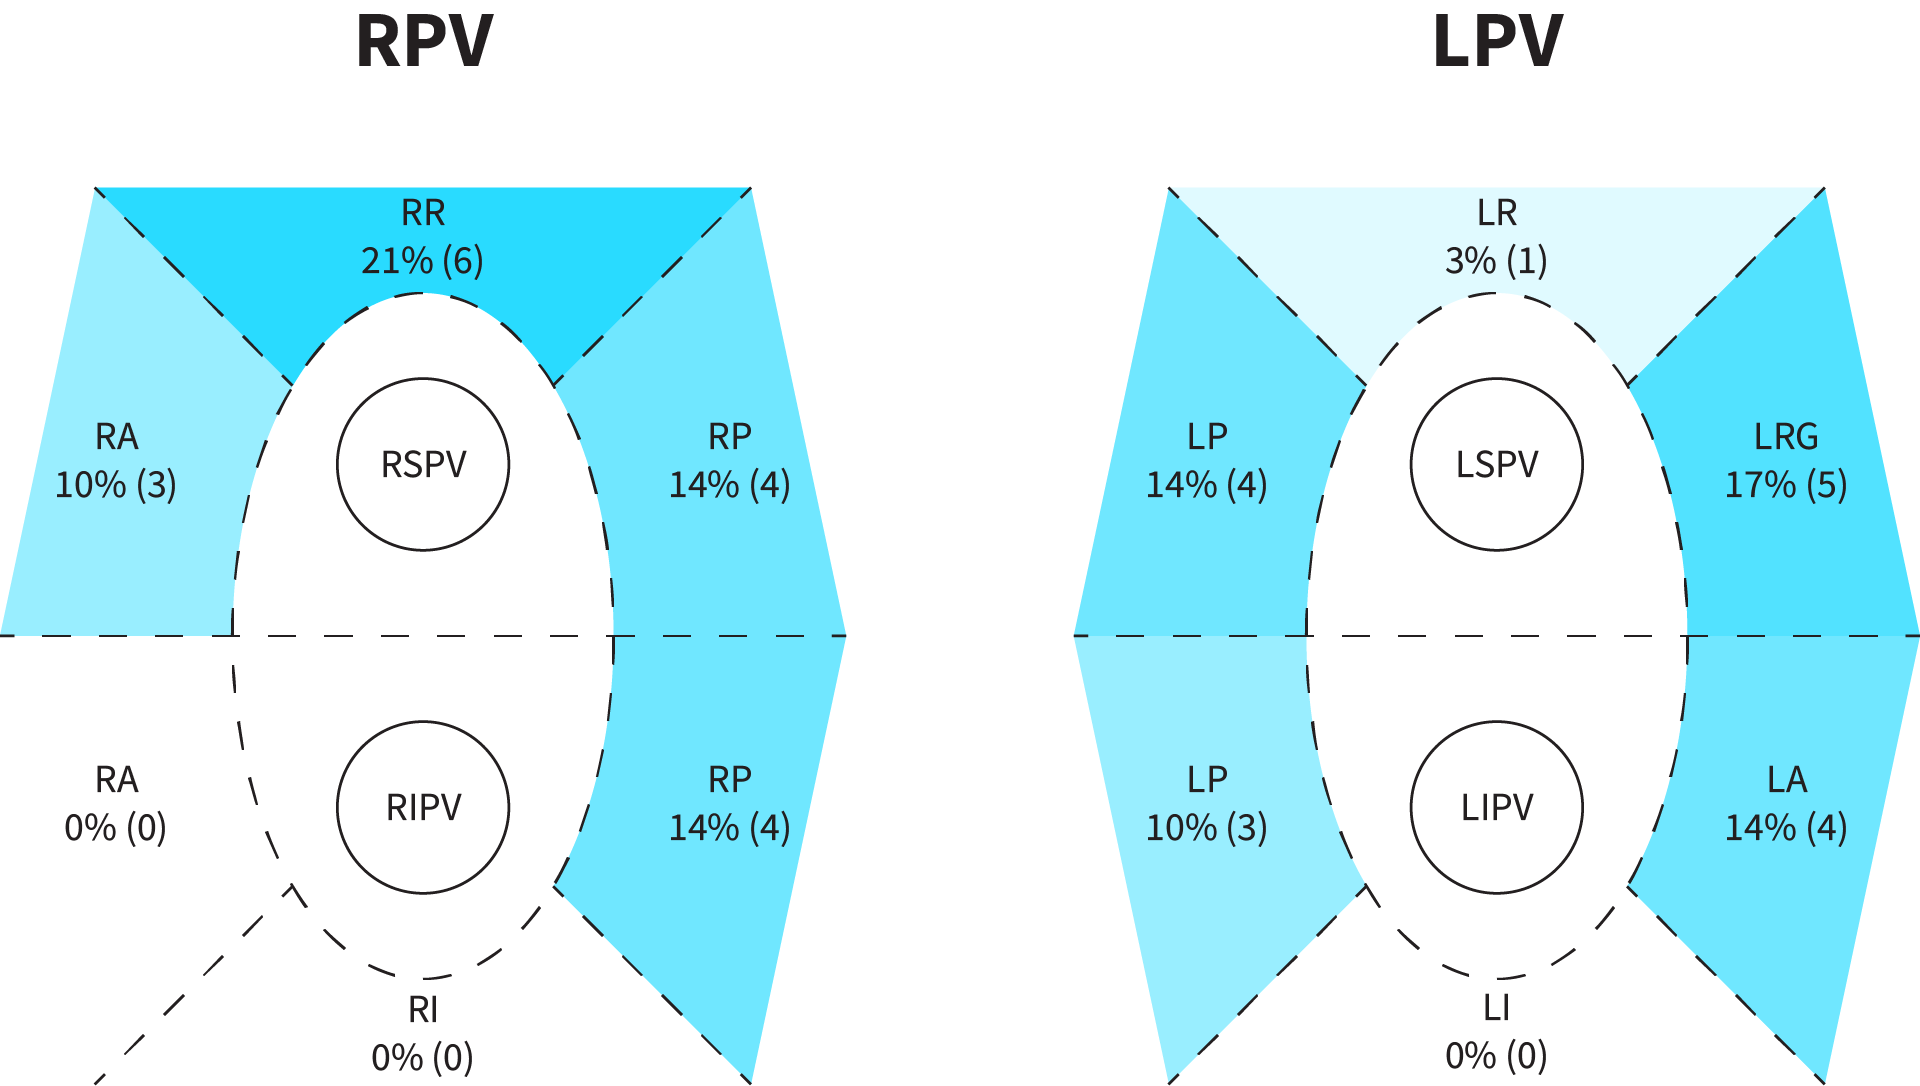 RPV
RR
21% (6)
RA
10% (3)
RSPV
RP
14% (4)
RA
0% (0)
RIPV
RP
14% (4)
RI
0% (0)
LPV
LR
3% (1)
LP
14% (4)
LSPV
LRG
17% (5)
LP
10% (3)
LIPV
LA
14% (4)
LI
0% (0)